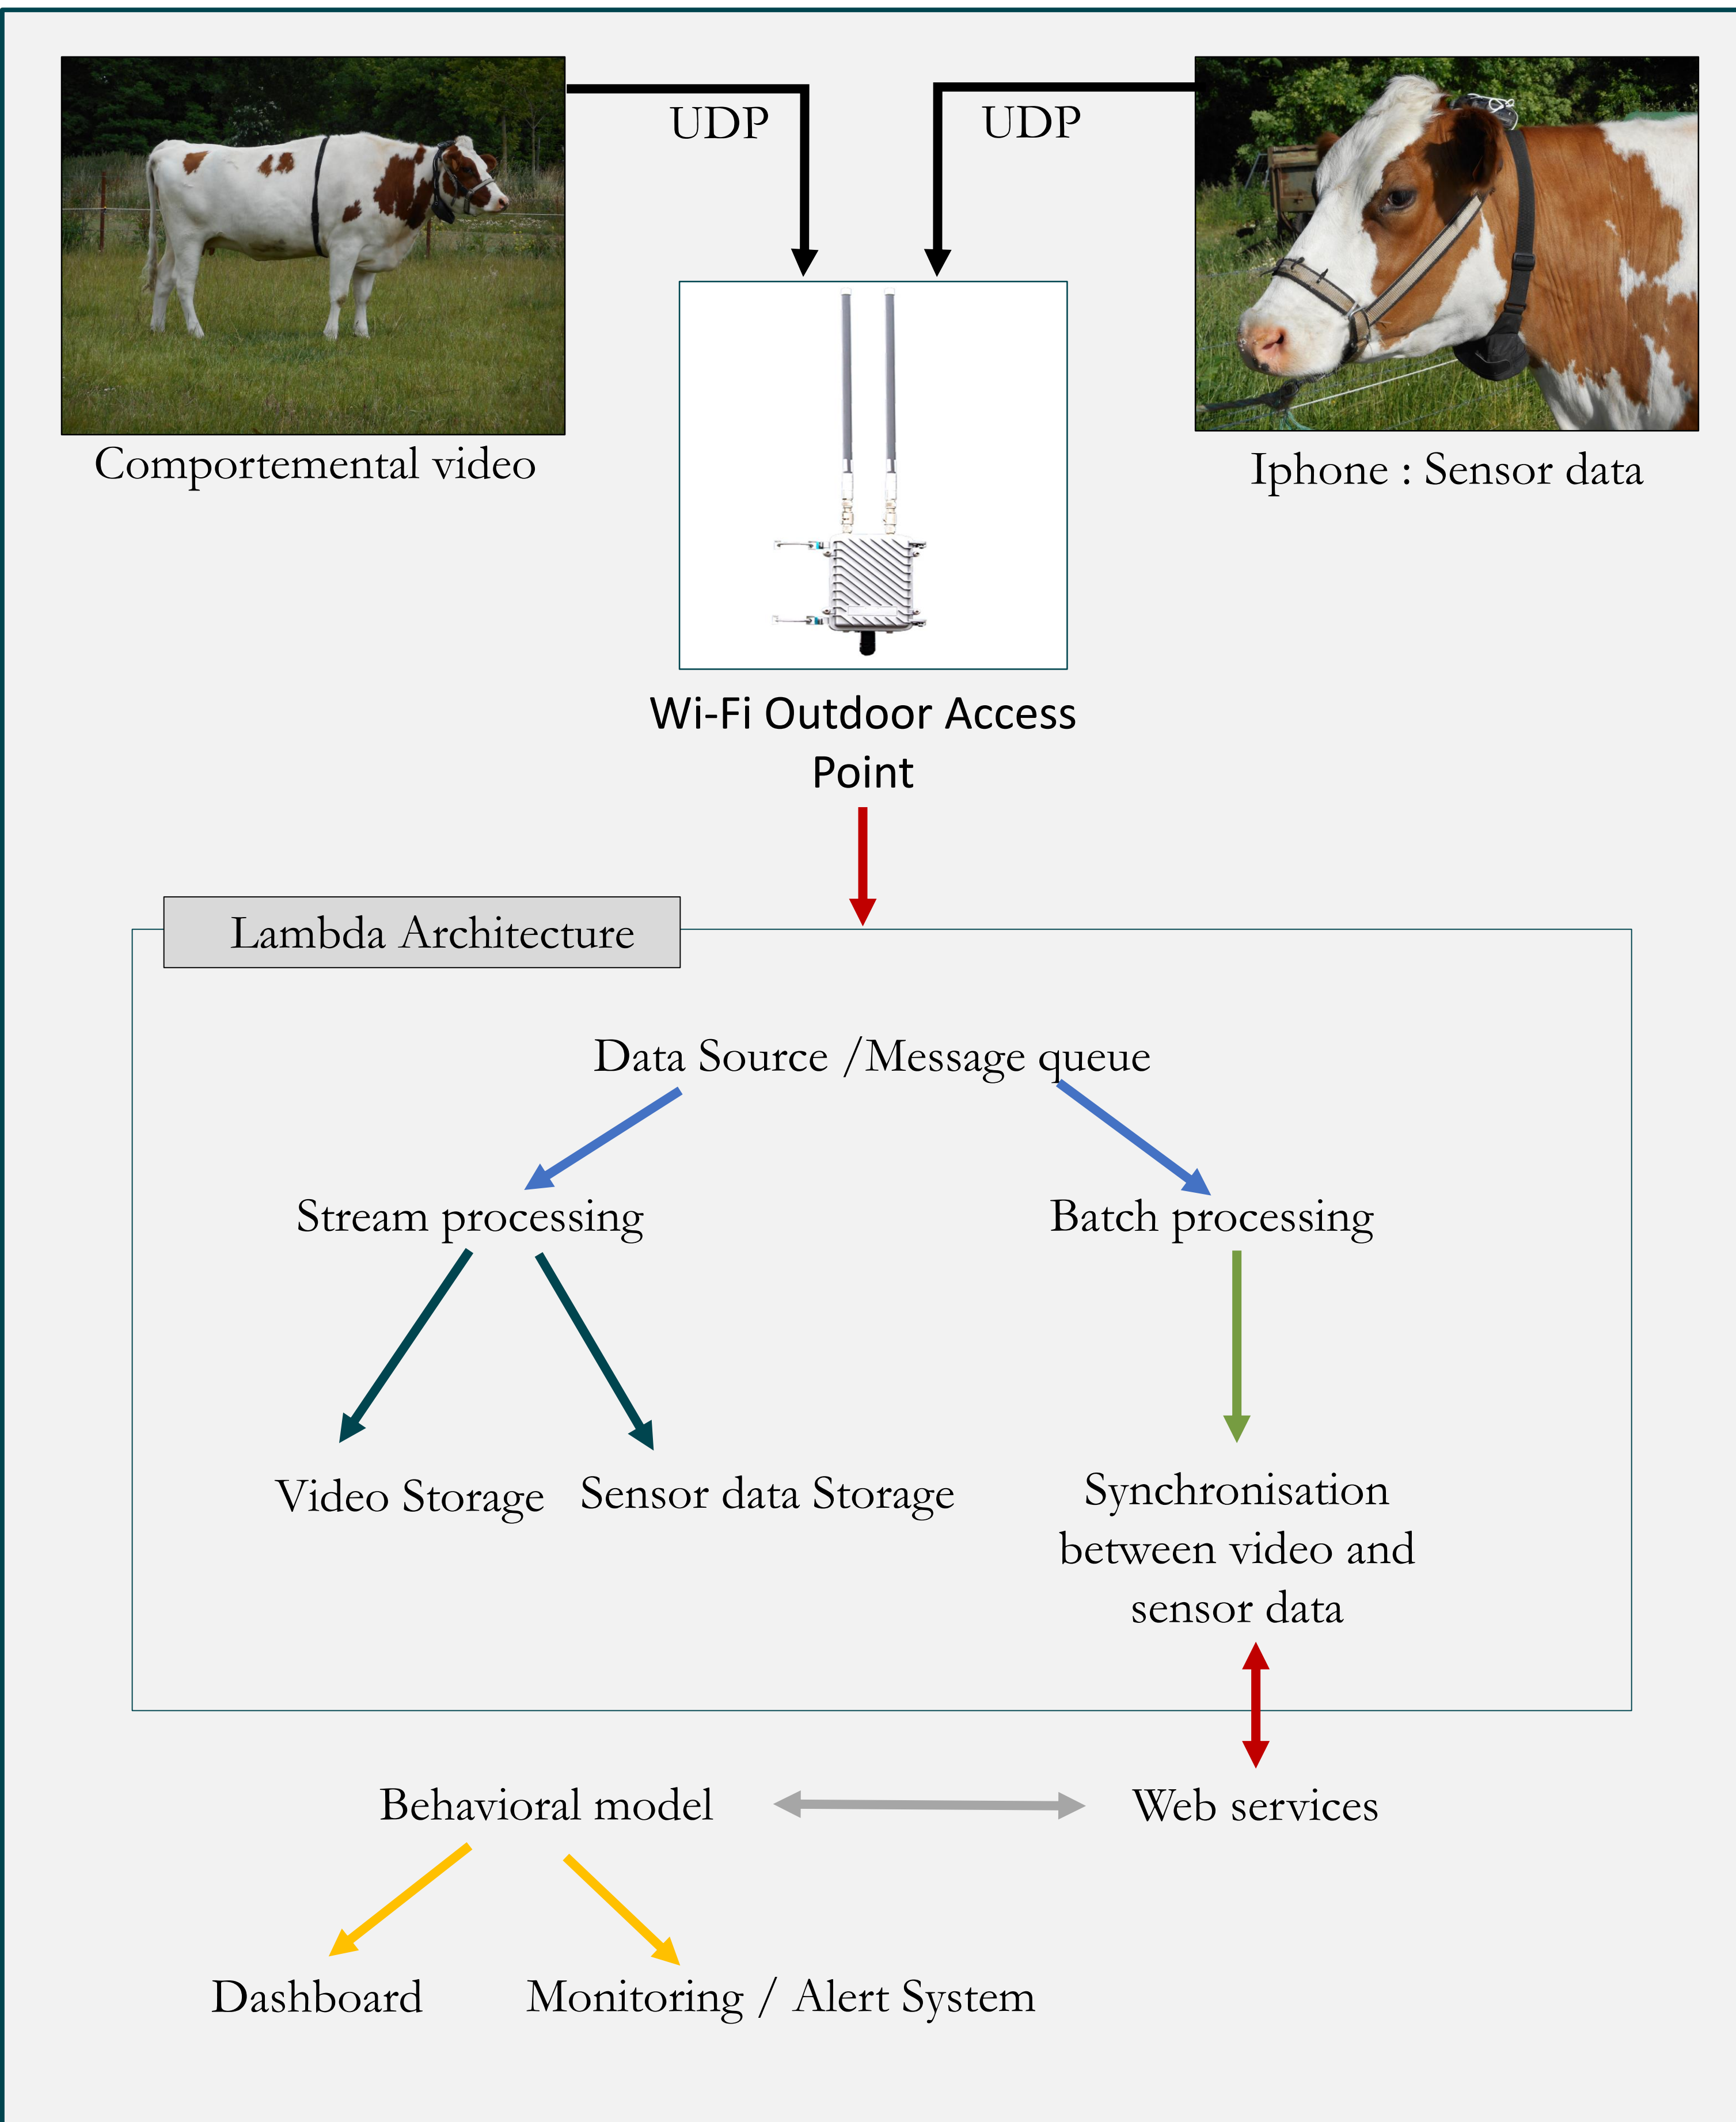 UDP
UDP
Comportemental video
Iphone : Sensor data
Wi-Fi Outdoor Access
Point
Lambda Architecture
Data Source /Message queue
Stream processing
Batch processing
Video Storage
Sensor data Storage
Synchronisation
between video and
sensor data
Behavioral model
Web services
Dashboard
Monitoring / Alert System